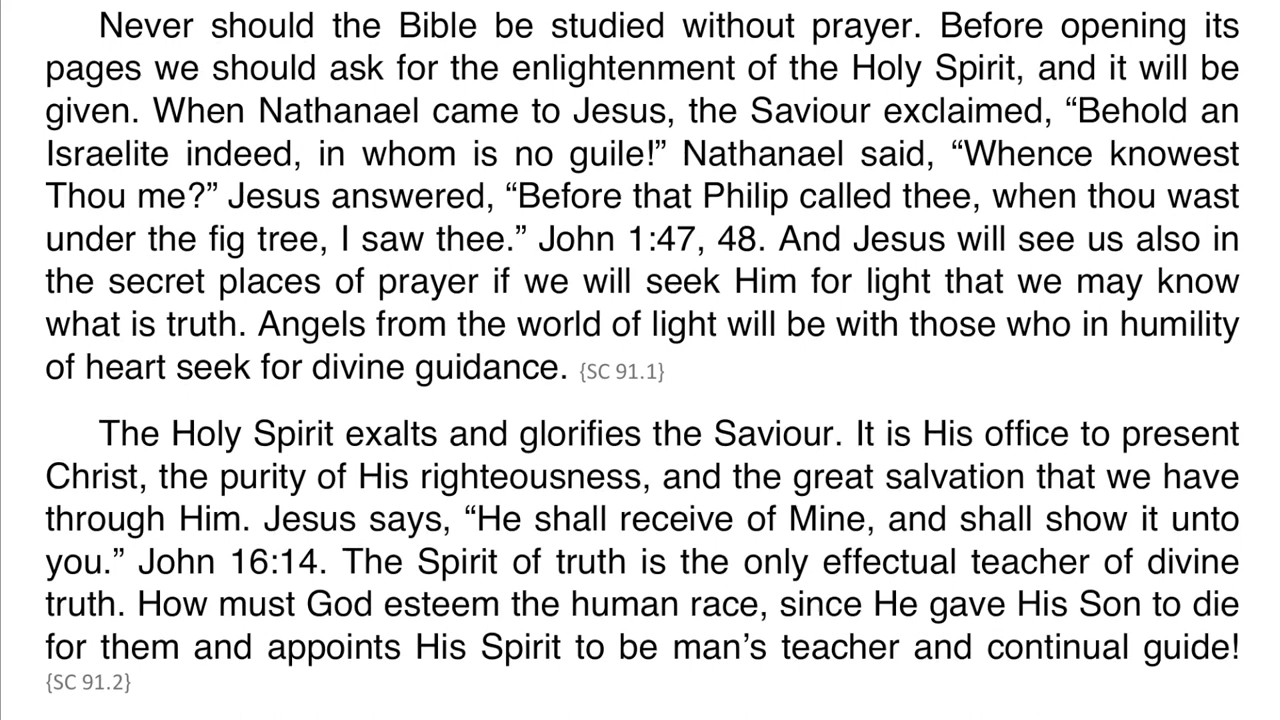 Never should the Bible be studied without prayer. Before opening its
pages we should ask for the enlightenment of the Holy Spirit, and it will be
given. When Nathanael came to Jesus, the Saviour exclaimed, “Behold an
Israelite indeed, in whom is no guile!” Nathanael said, “Whence knowest
Thou me?” Jesus answered, “Before that Philip called thee, when thou wast
under the fig tree, I saw thee.” John 1:47, 48. And Jesus will see us also in
the secret places of prayer if we will seek Him for light that we may know
what is truth. Angels from the world of light will be with those who in humility
of heart seek for divine guidance. {SC 91.1}
The Holy Spirit exalts and glorifies the Saviour. It is His office to present
Christ, the purity of His righteousness, and the great salvation that we have
through Him. Jesus says, “He shall receive of Mine, and shall show it unto
you.” John 16:14. The Spirit of truth is the only effectual teacher of divine
truth. How must God esteem the human race, since He gave His Son to die
for them and appoints His Spirit to be man’s teacher and continual guide!
{SC 91.2}